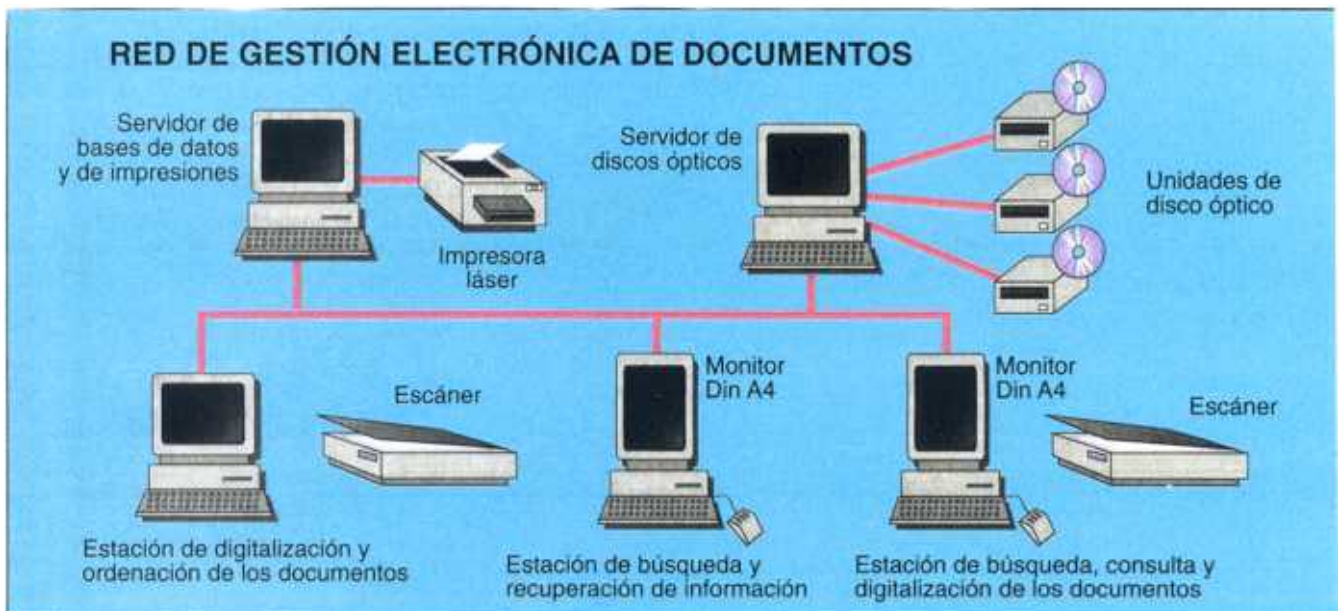 RED DE GESTIÓN ELECTRÓNICA DE DOCUMENTOS
Servidor de
bases de datos
y de impresiones
Impresora
láser
Servidor de
discos ópticos
Unidades de
disco óptico
Escáner
Monitor
Din A4
Monitor
Din A4
Escáner
Estación de digitalización y
ordenación de los documentos
Estación de búsqueda y
recuperación de información
Estación de búsqueda, consulta y
digitalización de los documentos